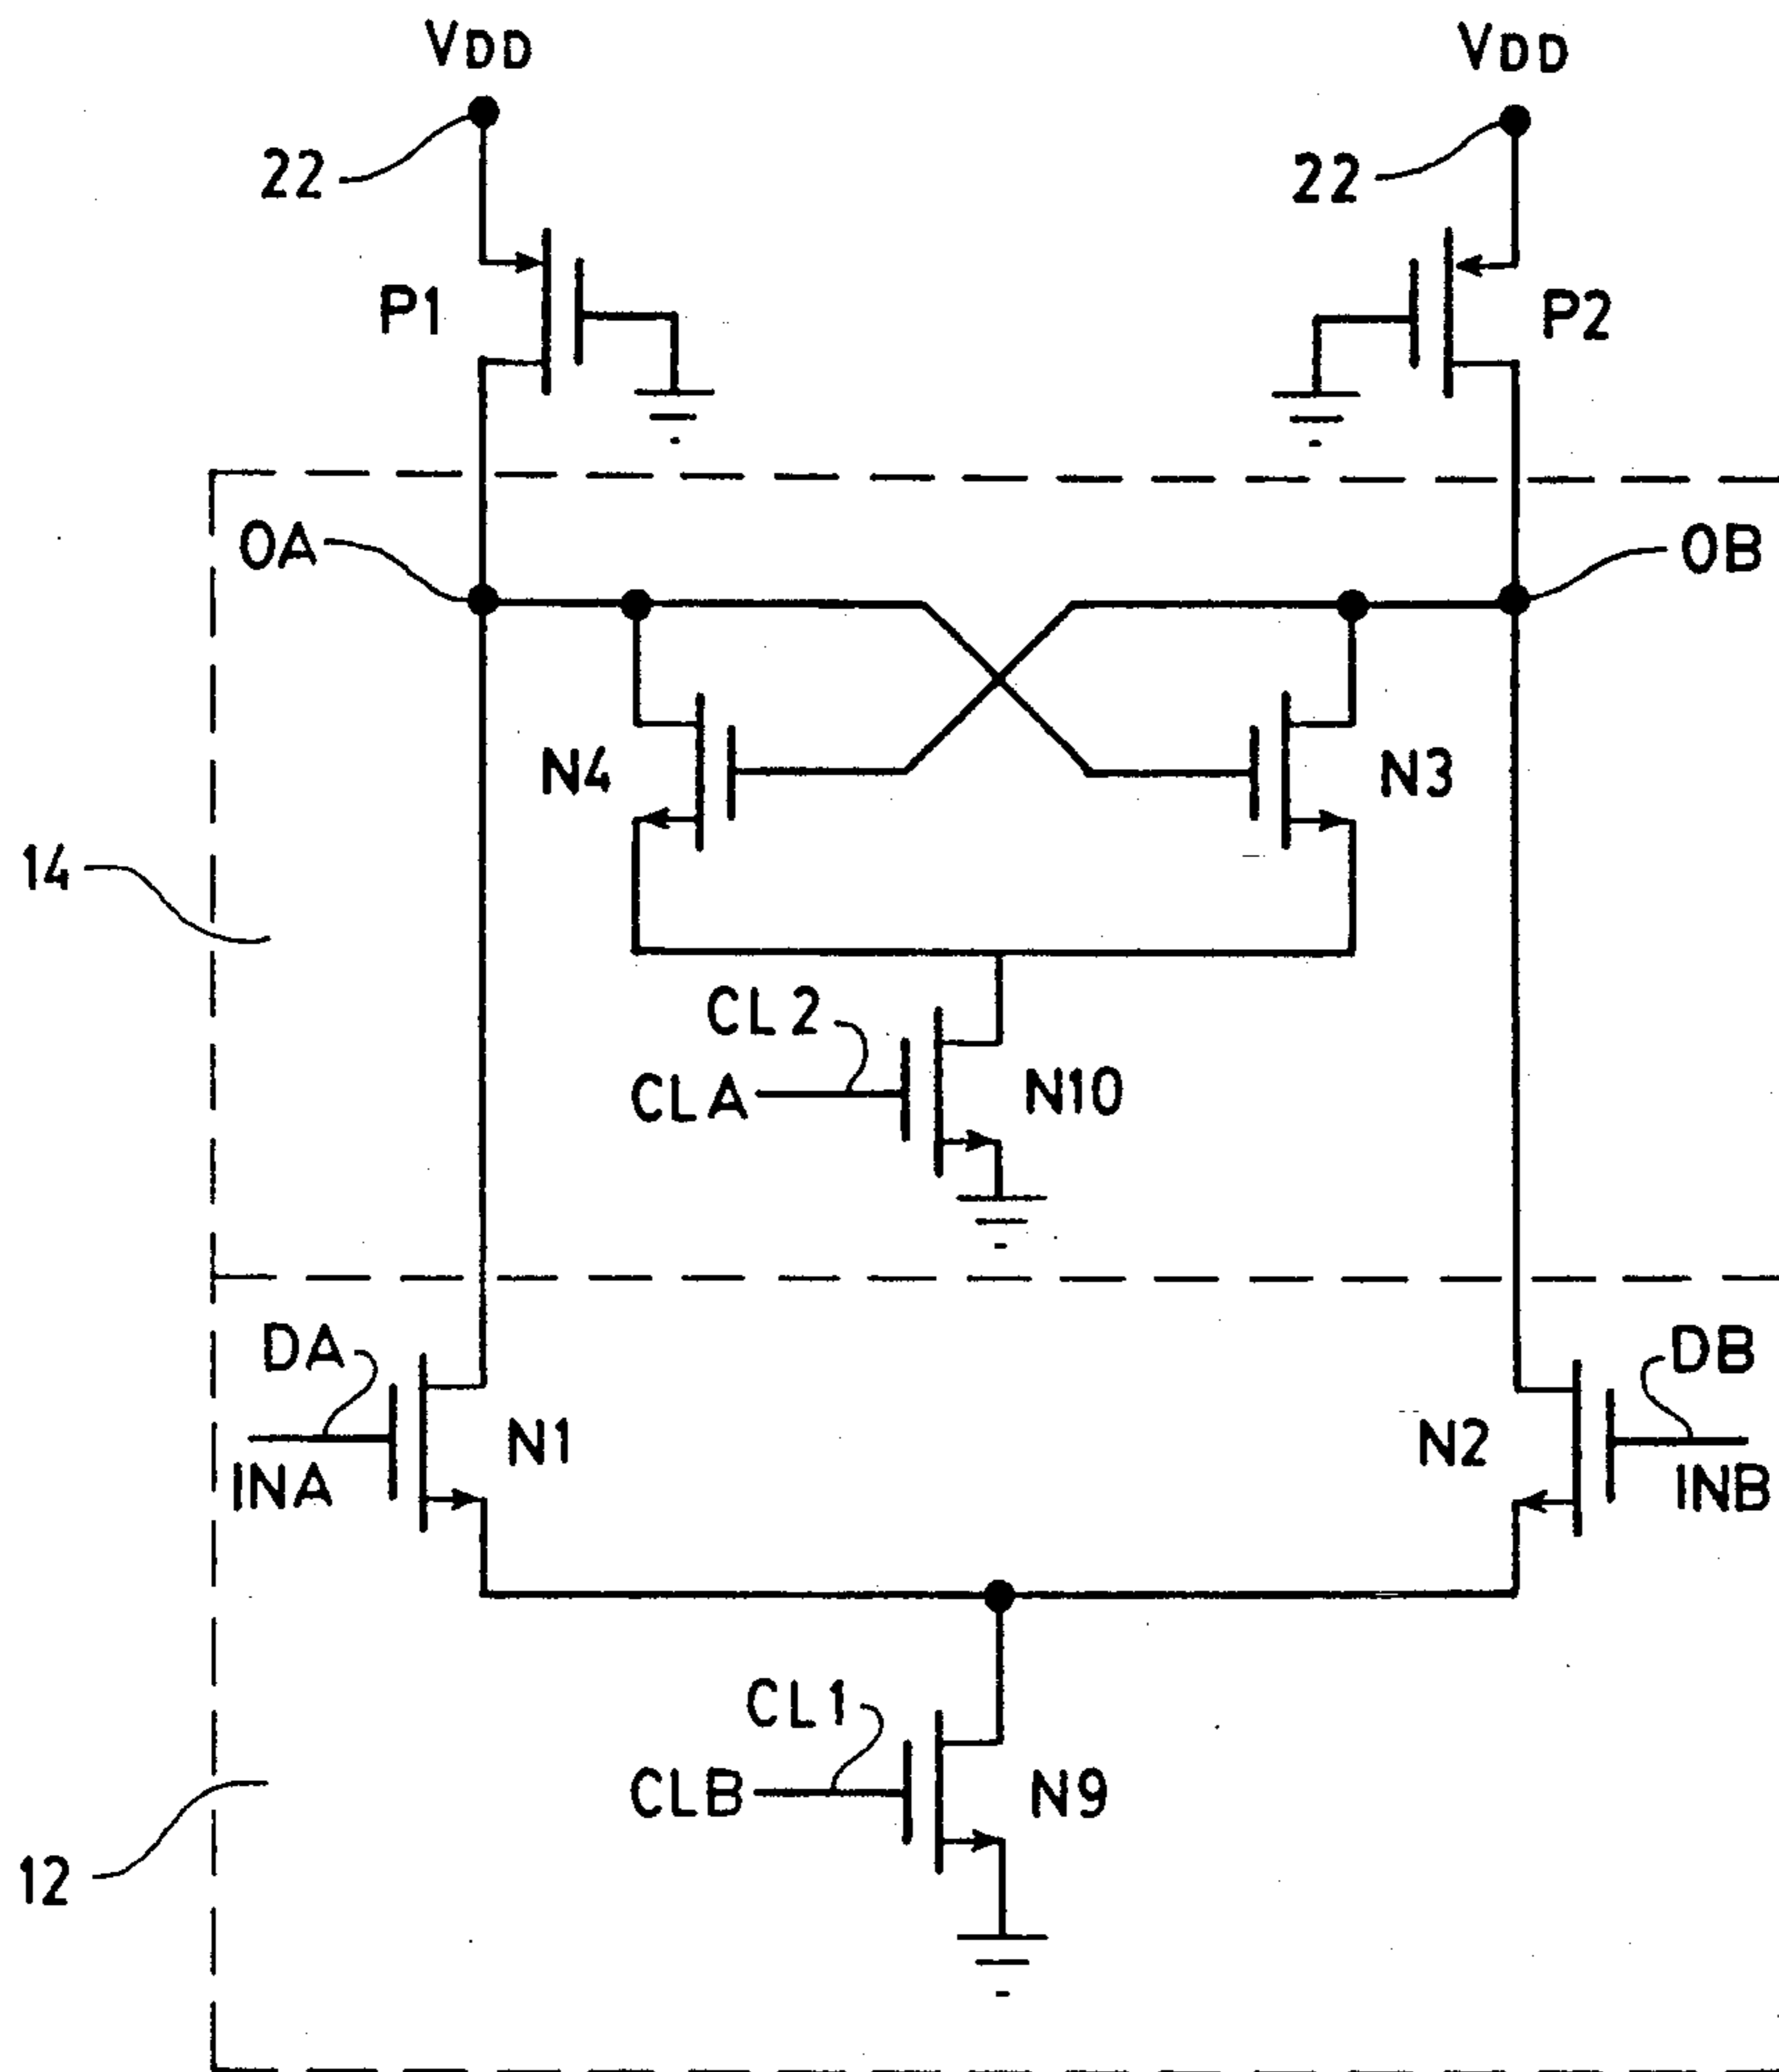 VDD VDD
22 22
P1 P2
OA OB
N4 N3
14
CL2
CLA N10
DA DB
N1 N2
INA INB
CL1
CLB N9
12